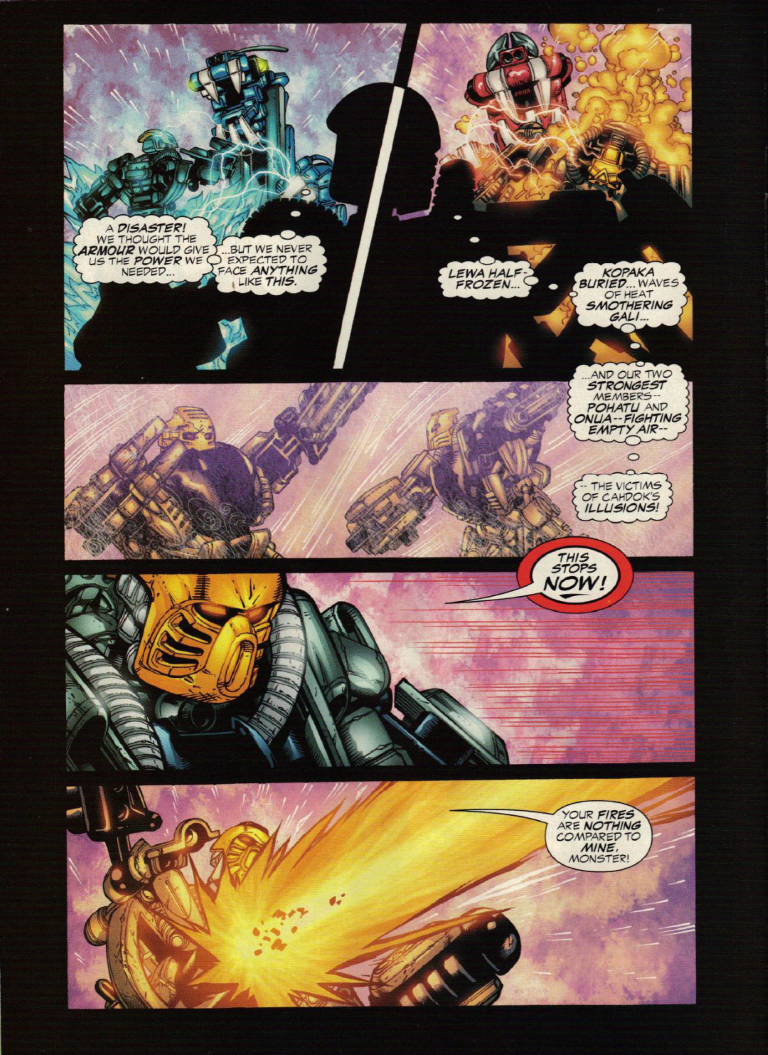 A DISASTER!
WE THOUGHT THE
ARMOUR WOULD GIVE
US THE POWER WE
NEEDED...
...BUT WE NEVER
EXPECTED TO
FACE ANYTHING
LIKE THIS.
LEWA HALF-
FROZEN...
KOPAKA
BURIED... WAVES
OF HEAT
SMOTHERING
GALI...
...AND OUR TWO
STRONGEST
MEMBERS--
POHATU AND
ONUA--FIGHTING
EMPTY AIR--
-- THE VICTIMS
OF CAHDOK'S
ILLUSIONS!
THIS
STOPS
NOW!
YOUR FIRES
ARE NOTHING
COMPARED TO
MINE,
MONSTER!